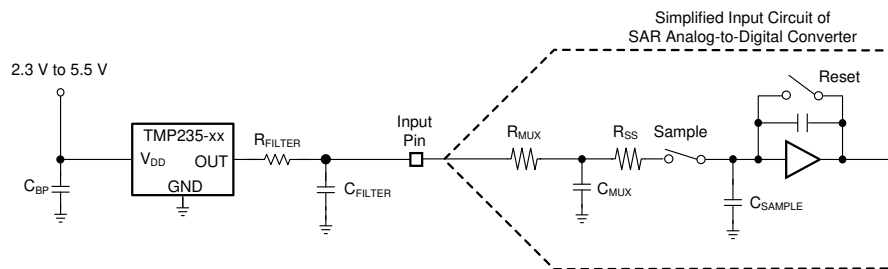 Simplified Input Circuit of
SAR Analog-to-Digital Converter
2.3 V to 5.5 V
Reset
TMP235-xx
Input
Pin
RFILTER
RMUX
RSS
Sample
VDD
OUT
GND
CBP
CFILTER
CMUX
CSAMPLE